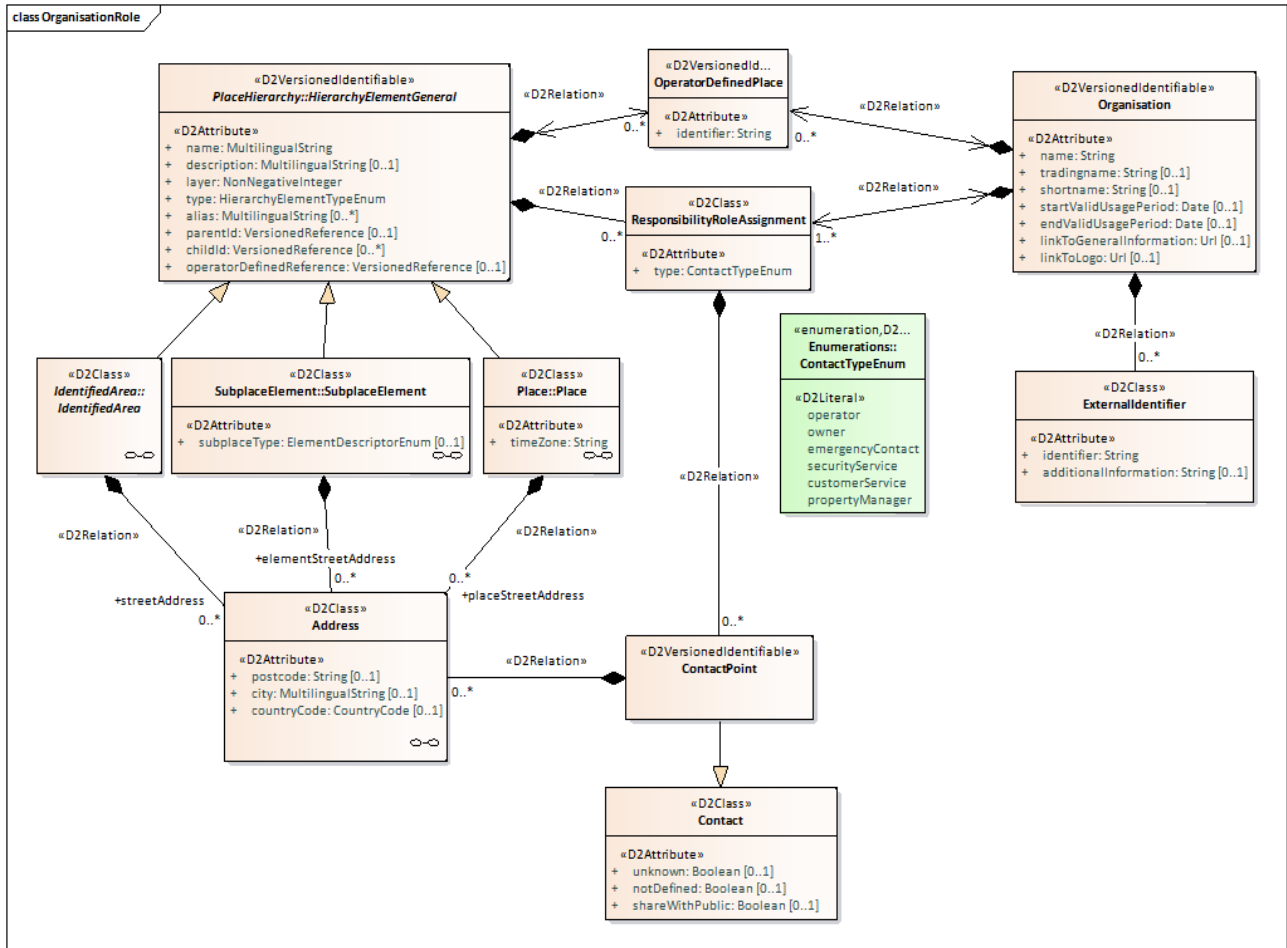 class OrganisationRole
«D2VersionedIdentifiable»
PlaceHierarchy::HierarchyElementGeneral
«D2Attribute»
+ name: MultilingualString
+ description: MultilingualString [0..1]
+ layer: NonNegativeInteger
+ type: HierarchyElementTypeEnum
+ alias: MultilingualString [0..*]
+ parentId: VersionedReference [0..1]
+ childId: VersionedReference [0..*]
+ operatorDefinedReference: VersionedReference [0..1]
«D2Relation»
0..*
«D2VersionedId...
OperatorDefinedPlace
«D2Attribute»
+ identifier: String
«D2Relation»
0..*
«D2VersionedIdentifiable»
Organisation
«D2Attribute»
+ name: String
+ tradingname: String [0..1]
+ shortname: String [0..1]
+ startValidUsagePeriod: Date [0..1]
+ endValidUsagePeriod: Date [0..1]
+ linkToGeneralInformation: Url [0..1]
+ linkToLogo: Url [0..1]
«D2Relation»
0..*
«D2Class»
ResponsibilityRoleAssignment
«D2Attribute»
+ type: ContactTypeEnum
«D2Relation»
1..*
«D2Relation»
0..*
«D2Class»
IdentifiedArea::
IdentifiedArea
«D2Class»
SubplaceElement::SubplaceElement
«D2Attribute»
+ subplaceType: ElementDescriptorEnum [0..1]
«D2Class»
Place::Place
«D2Attribute»
+ timeZone: String
«enumeration,D2...
Enumerations::
ContactTypeEnum
«D2Literal»
operator
owner
emergencyContact
securityService
customerService
propertyManager
«D2Class»
ExternalIdentifier
«D2Attribute»
+ identifier: String
+ additionalInformation: String [0..1]
«D2Relation»
+streetAddress
0..*
«D2Relation»
+elementStreetAddress
0..*
«D2Relation»
0..*
+placeStreetAddress
«D2Relation»
0..*
«D2Class»
Address
«D2Attribute»
+ postcode: String [0..1]
+ city: MultilingualString [0..1]
+ countryCode: CountryCode [0..1]
«D2Relation»
0..*
«D2VersionedIdentifiable»
ContactPoint
«D2Class»
Contact
«D2Attribute»
+ unknown: Boolean [0..1]
+ notDefined: Boolean [0..1]
+ shareWithPublic: Boolean [0..1]